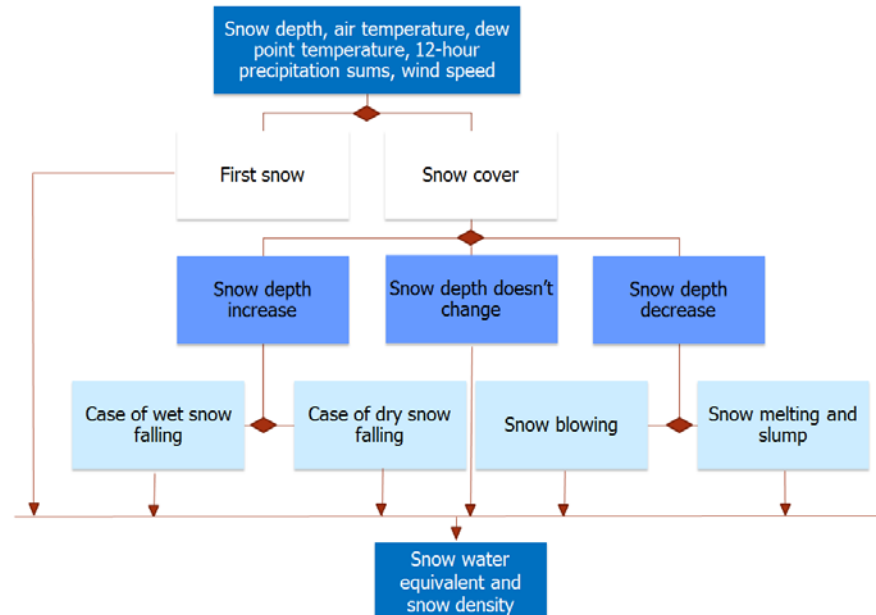 Snow depth, air temperature, dew
point temperature, 12-hour
precipitation sums, wind speed
First snow
Snow cover
Snow depth
increase
Snow depth doesn’t
change
Snow depth
decrease
Case of wet snow
falling
Case of dry snow
falling
Snow blowing
Snow melting and
slump
Snow water
equivalent and
snow density